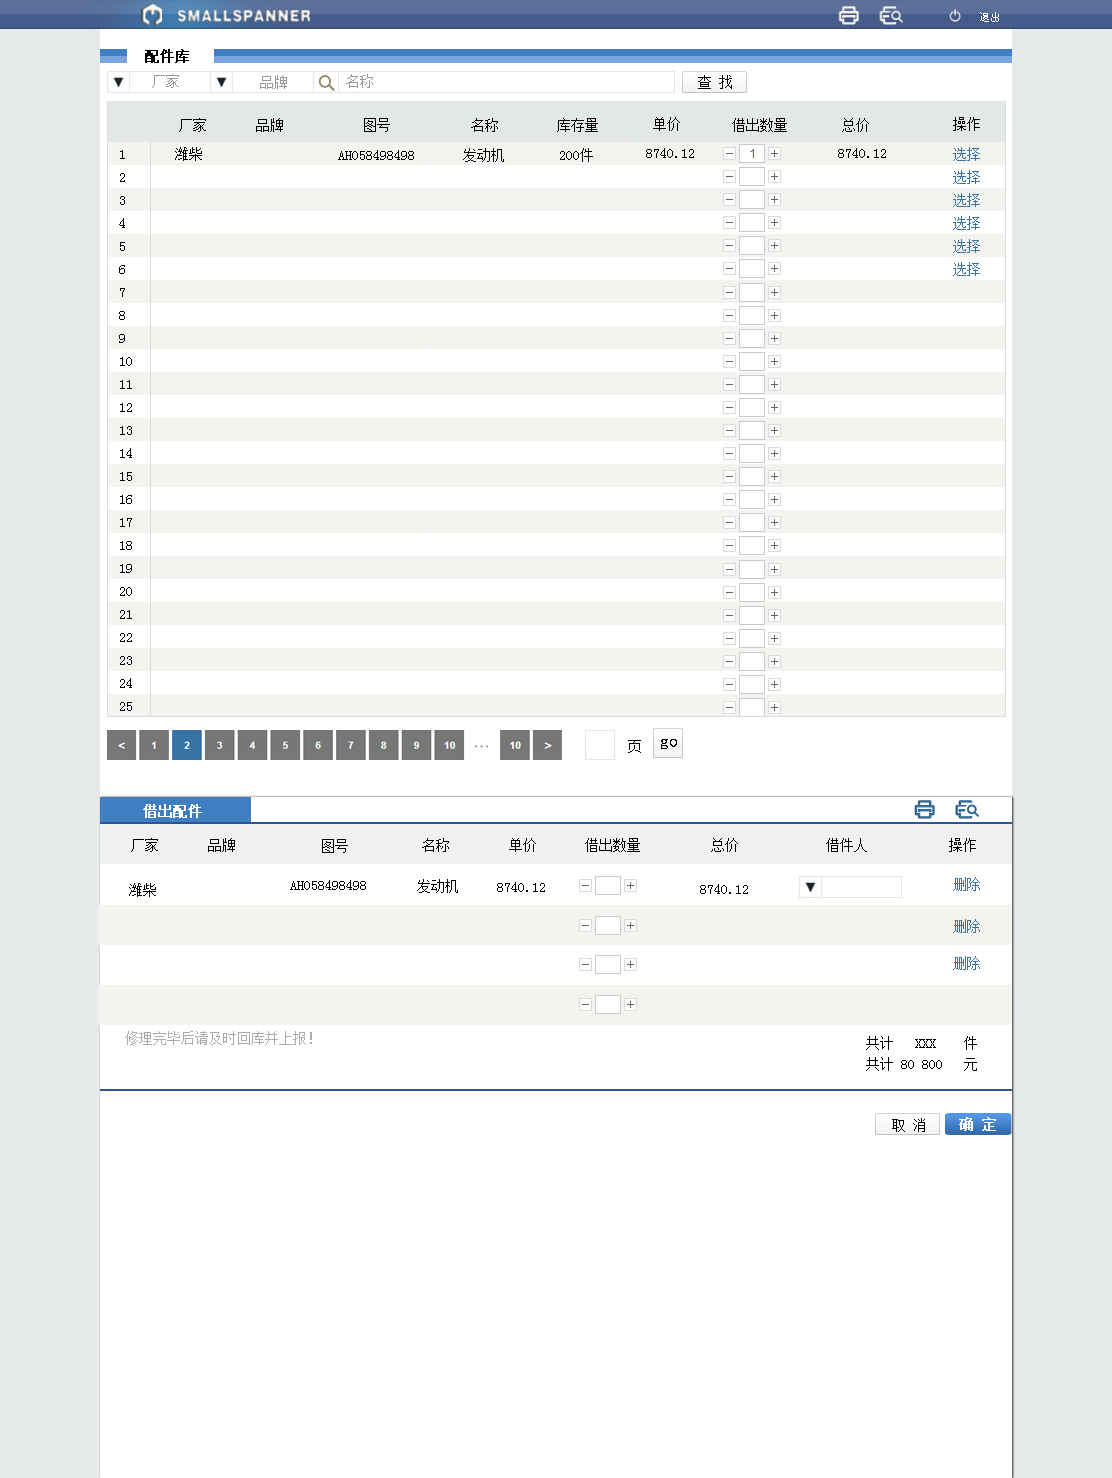 SMALLSPANNER 退出
配件库
▼ 厂家 ▼ 品牌 名称 查 找
厂家 品牌 图号 名称 库存量 单价 借出数量 总价 操作
1 潍柴 AH058498498 发动机 200件 8740.12 − 1 + 8740.12 选择
2 − + 选择
3 − + 选择
4 − + 选择
5 − + 选择
6 − + 选择
7 − +
8 − +
9 − +
10 − +
11 − +
12 − +
13 − +
14 − +
15 − +
16 − +
17 − +
18 − +
19 − +
20 − +
21 − +
22 − +
23 − +
24 − +
25 − +
< 1 2 3 4 5 6 7 8 9 10 ··· 10 > 页 go
借出配件
厂家 品牌 图号 名称 单价 借出数量 总价 借件人 操作
潍柴 AH058498498 发动机 8740.12 − + 8740.12 ▼ 删除
− + 删除
− + 删除
− +
修理完毕后请及时回库并上报！
共计 XXX 件
共计 80 800 元
取 消 确 定